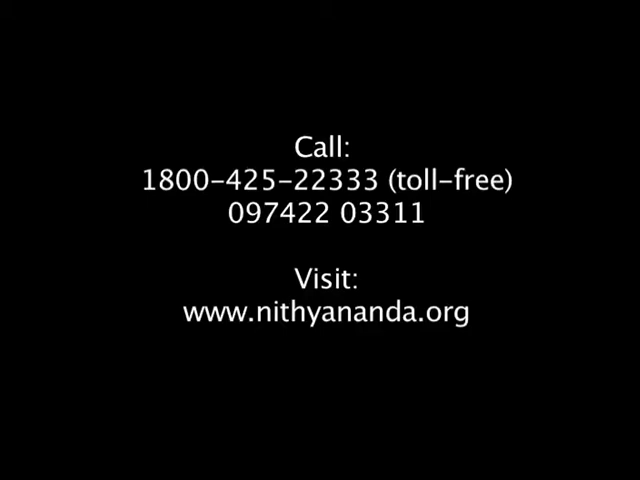 Call:
1800-425-22333 (toll-free)
097422 03311
Visit:
www.nithyananda.org